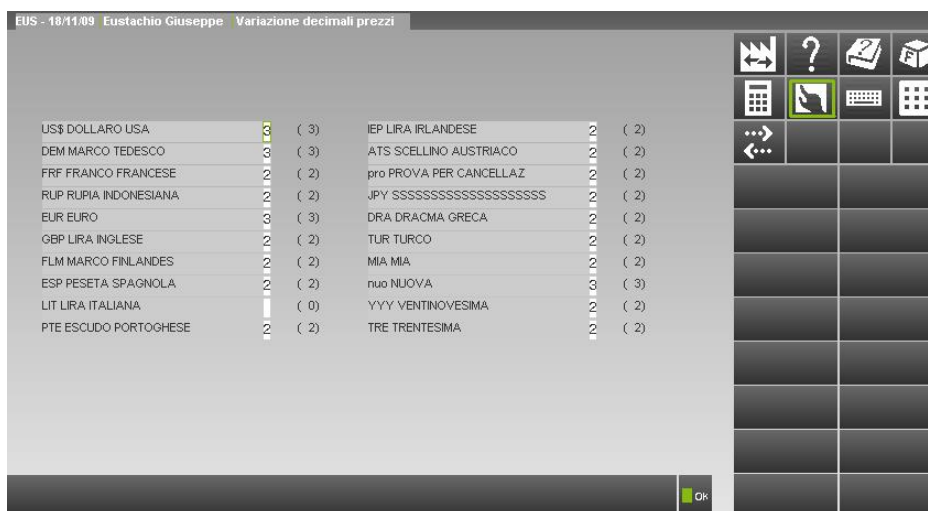 EUS - 18/11/09 Eustachio Giuseppe Variazione decimali prezzi
US$ DOLLARO USA 3 ( 3) IEP LIRA IRLANDESE 2 ( 2)
DEM MARCO TEDESCO 3 ( 3) ATS SCELLINO AUSTRIACO 2 ( 2)
FRF FRANCO FRANCESE 2 ( 2) pro PROVA PER CANCELLAZ 2 ( 2)
RUP RUPIA INDONESIANA 2 ( 2) JPY SSSSSSSSSSSSSSSSSSSS 2 ( 2)
EUR EURO 3 ( 3) DRA DRACMA GRECA 2 ( 2)
GBP LIRA INGLESE 2 ( 2) TUR TURCO 2 ( 2)
FLM MARCO FINLANDES 2 ( 2) MIA MIA 2 ( 2)
ESP PESETA SPAGNOLA 2 ( 2) nuo NUOVA 3 ( 3)
LIT LIRA ITALIANA ( 0) YYY VENTINOVESIMA 2 ( 2)
PTE ESCUDO PORTOGHESE 2 ( 2) TRE TRENTESIMA 2 ( 2)
OK